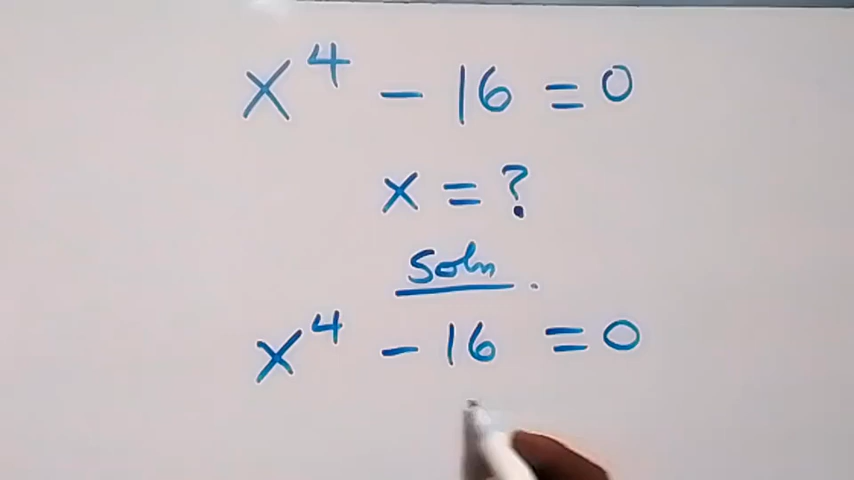 x⁴ - 16 = 0
x = ?
Soln.
x⁴ - 16 = 0